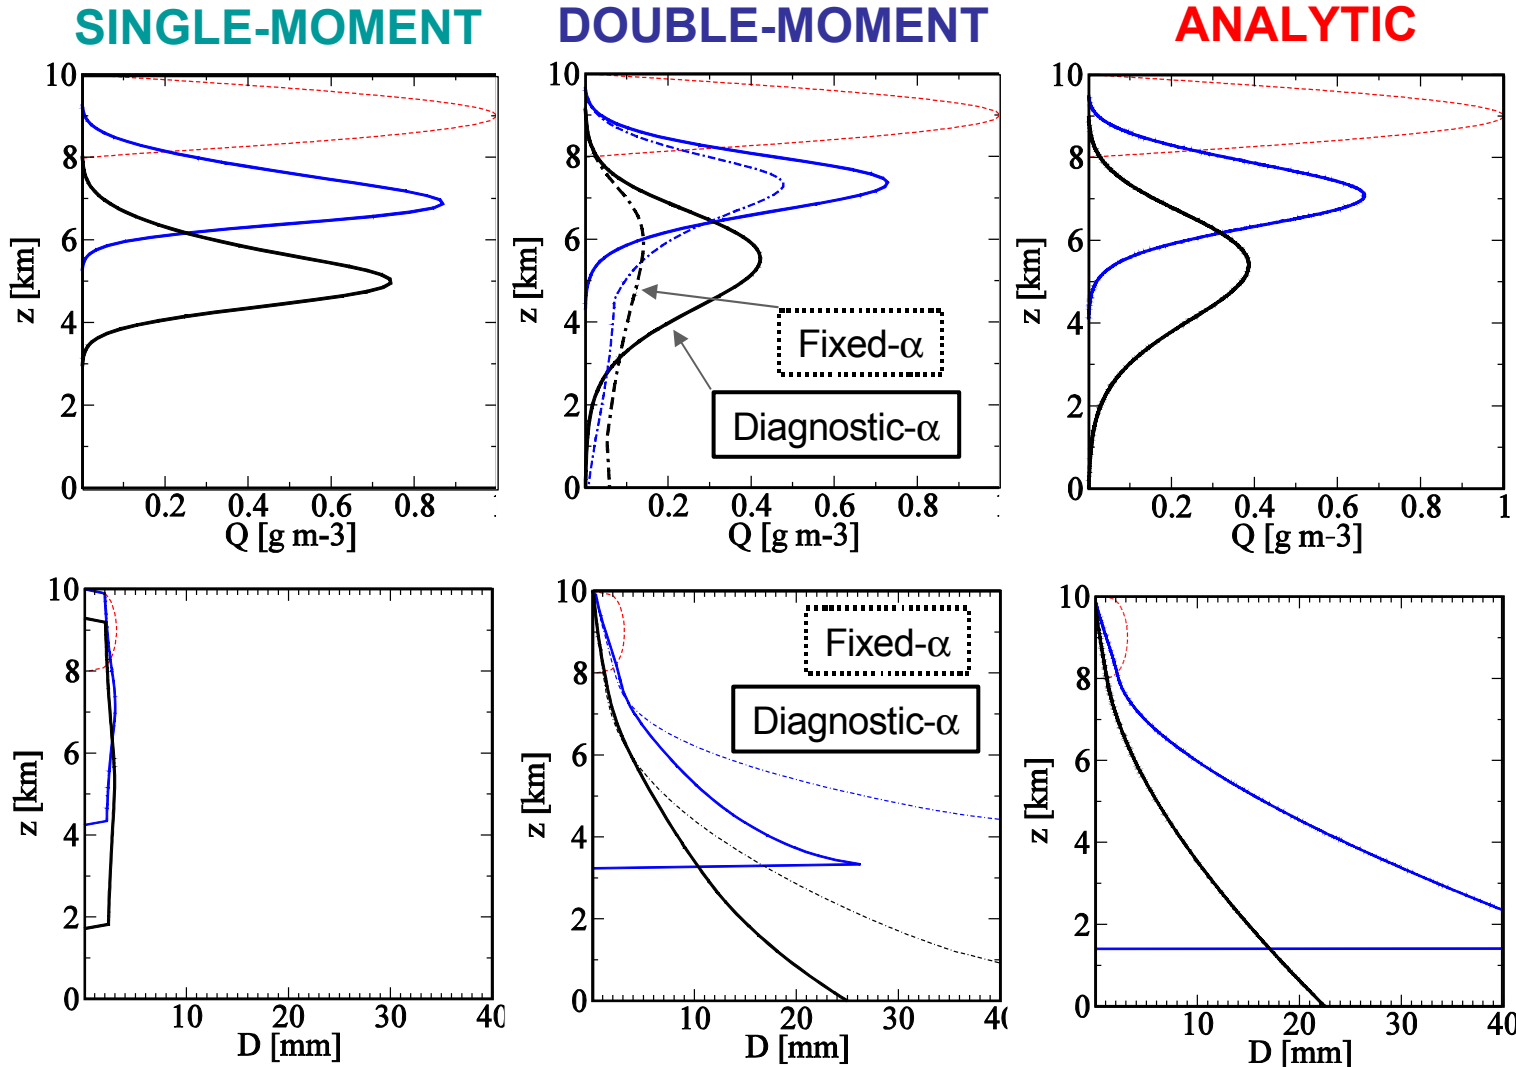 SINGLE-MOMENT
DOUBLE-MOMENT
ANALYTIC
10
8
6
4
2
0
z [km]
0.2 0.4 0.6 0.8
Q [g m-3]
10
8
6
4
2
0
z [km]
Fixed-α
Diagnostic-α
0.2 0.4 0.6 0.8
Q [g m-3]
10
8
6
4
2
0
z [km]
0.2 0.4 0.6 0.8 1
Q [g m-3]
10
8
6
4
2
0
z [km]
10 20 30 40
D [mm]
10
8
6
4
2
0
z [km]
Fixed-α
Diagnostic-α
10 20 30 40
D [mm]
10
8
6
4
2
0
z [km]
10 20 30 40
D [mm]